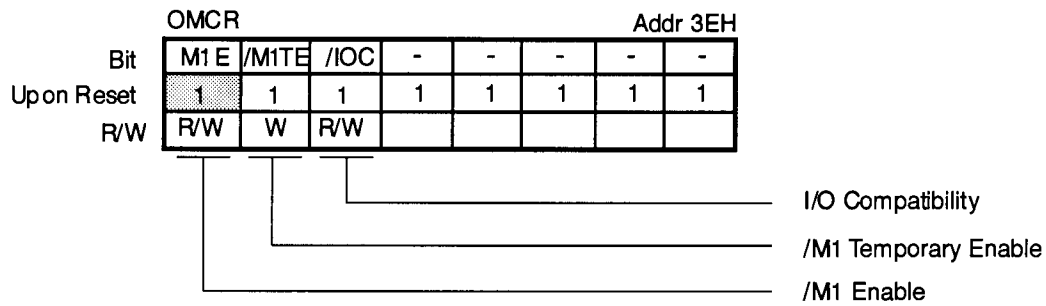 OMCR Addr 3EH
Bit M1E /M1TE /IOC - - - - -
Upon Reset 1 1 1 1 1 1 1 1
R/W R/W W R/W
I/O Compatibility
/M1 Temporary Enable
/M1 Enable